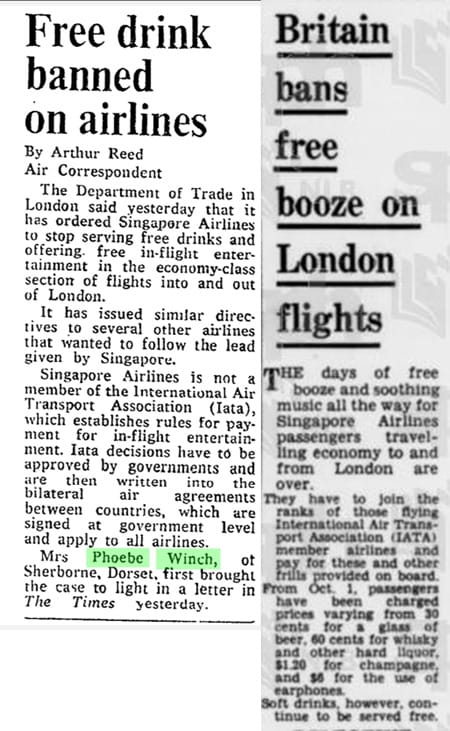 Free drink
banned
on airlines
By Arthur Reed
Air Correspondent
The Department of Trade in
London said yesterday that it
has ordered Singapore Airlines
to stop serving free drinks and
offering. free in-flight enter-
tainment in the economy-class
section of flights into and out
of London.
It has issued similar direc-
tives to several other airlines
that wanted to follow the lead
given by Singapore.
Singapore Airlines is not a
member of the International Air
Transport Association (Iata),
which establishes rules for pay-
ment for in-flight entertain-
ment. Iata decisions have to be
approved by governments and
are then written into the
bilateral air agreements
between countries, which are
signed at government level
and apply to all airlines.
Mrs Phoebe Winch, of
Sherborne, Dorset, first brought
the case to light in a letter in
The Times yesterday.
Britain
bans
free
booze on
London
flights
THE days of free
booze and soothing
music all the way for
Singapore Airlines
passengers travel-
ling economy to and
from London are
over.
They have to join the
ranks of those flying
International Air Trans-
port Association (IATA)
member airlines and
pay for these and other
frills provided on board.
From Oct. 1, passengers
have been charged
prices varying from 30
cents for a glass of
beer, 60 cents for whisky
and other hard liquor,
$1.20 for champagne,
and $6 for the use of
earphones.
Soft drinks, however, con-
tinue to be served free.